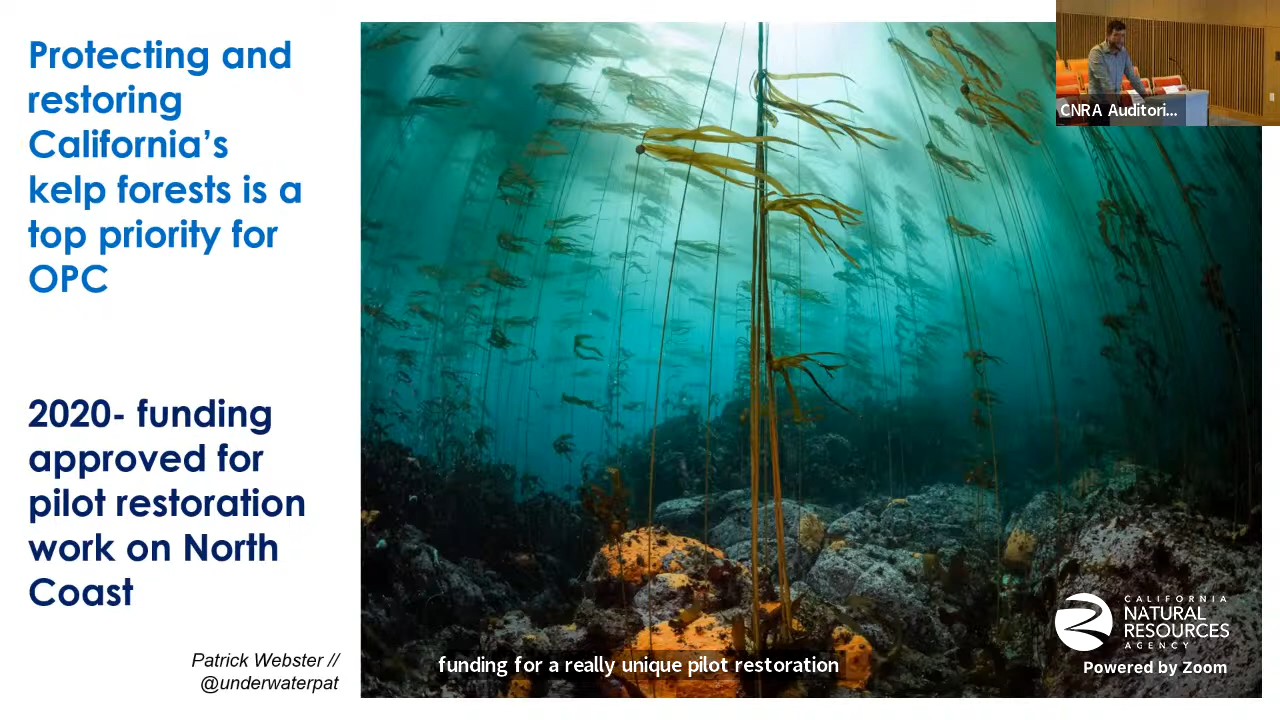 Protecting and
restoring
California’s
kelp forests is a
top priority for
OPC
2020- funding
approved for
pilot restoration
work on North
Coast
Patrick Webster //
@underwaterpat
CNRA Auditori...
CALIFORNIA
NATURAL
RESOURCES
AGENCY
Powered by Zoom
funding for a really unique pilot restoration